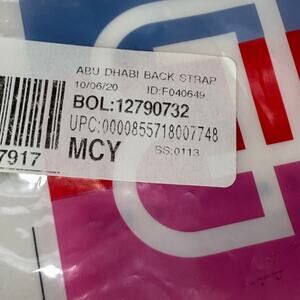 ABU DHABI BACK STRAP
10/06/20 ID:F040649
BOL:12790732
UPC:0000855718007748
7917 MCY SS:0113